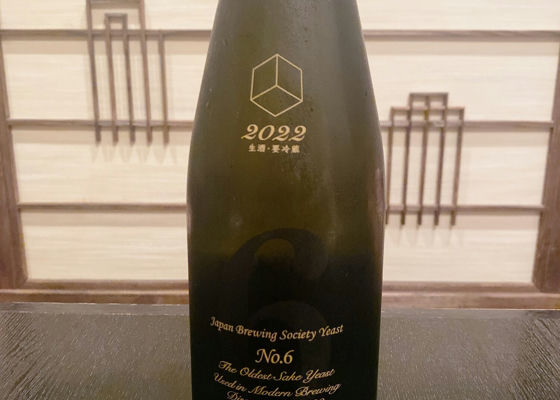 2022
生酒・要冷蔵
6
Japan Brewing Society Yeast
No.6
The Oldest Sake Yeast
Used in Modern Brewing